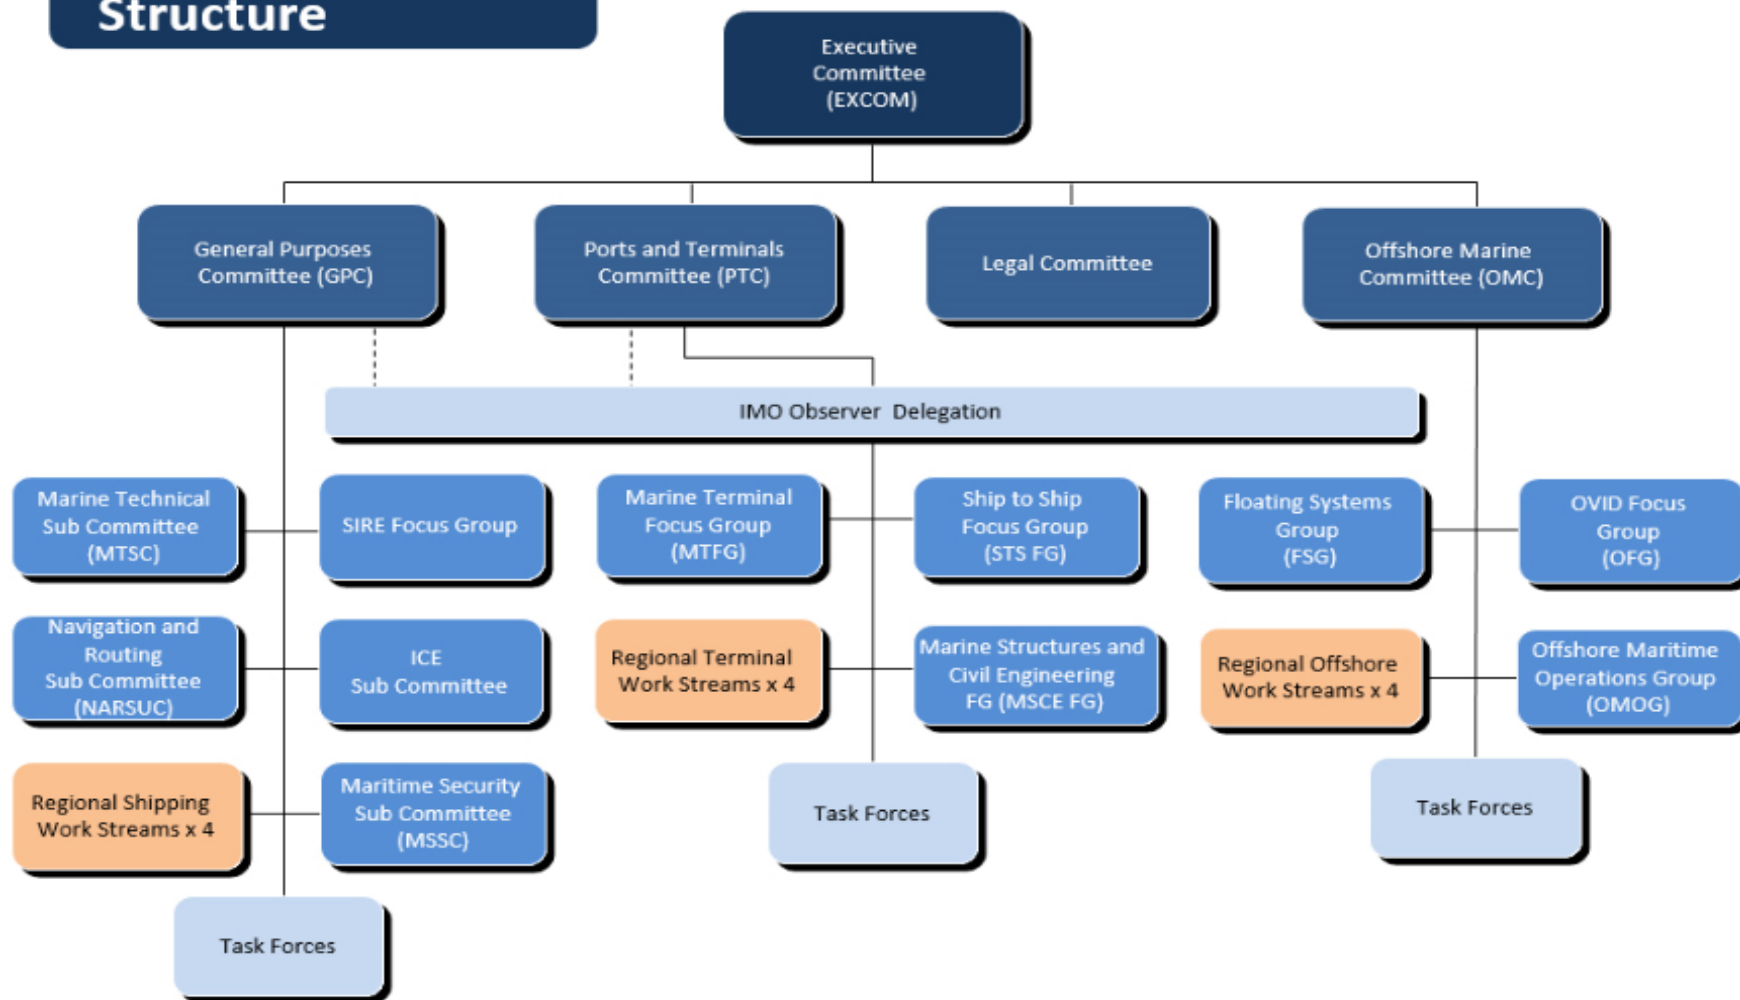 Structure
Executive
Committee
(EXCOM)
General Purposes
Committee (GPC)
Ports and Terminals
Committee (PTC)
Legal Committee
Offshore Marine
Committee (OMC)
IMO Observer Delegation
Marine Technical
Sub Committee
(MTSC)
SIRE Focus Group
Marine Terminal
Focus Group
(MTFG)
Ship to Ship
Focus Group
(STS FG)
Floating Systems
Group
(FSG)
OVID Focus
Group
(OFG)
Navigation and
Routing
Sub Committee
(NARSUC)
ICE
Sub Committee
Regional Terminal
Work Streams x 4
Marine Structures and
Civil Engineering
FG (MSCE FG)
Regional Offshore
Work Streams x 4
Offshore Maritime
Operations Group
(OMOG)
Regional Shipping
Work Streams x 4
Maritime Security
Sub Committee
(MSSC)
Task Forces
Task Forces
Task Forces